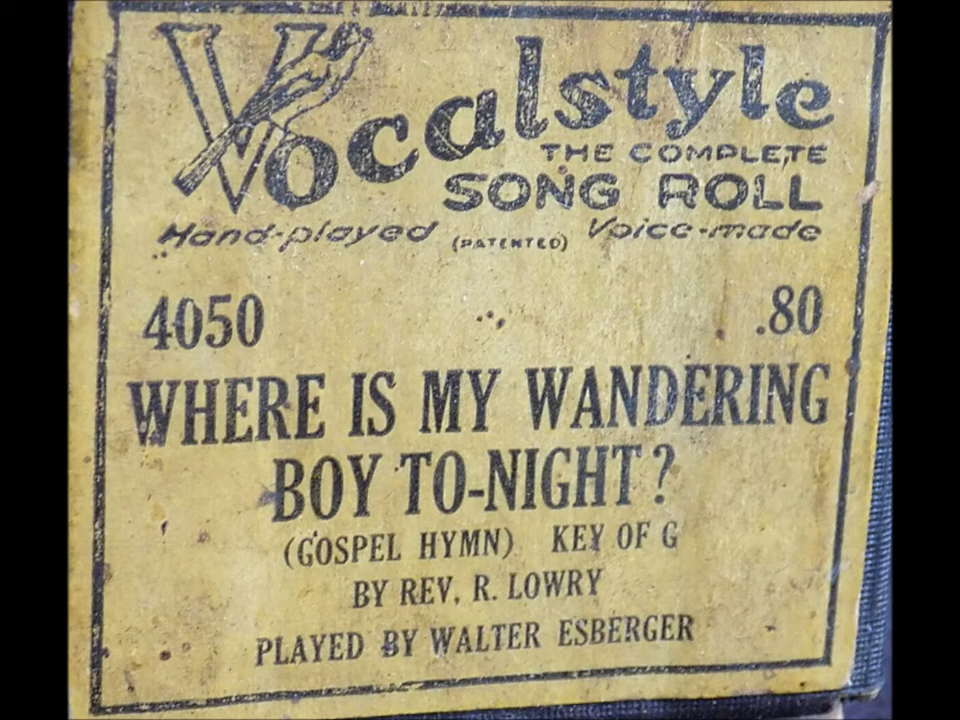 Vocalstyle
THE COMPLETE
SONG ROLL
Hand-played (PATENTED) Voice-made
4050 .80
WHERE IS MY WANDERING
BOY TO-NIGHT?
(GOSPEL HYMN) KEY OF G
BY REV. R. LOWRY
PLAYED BY WALTER ESBERGER